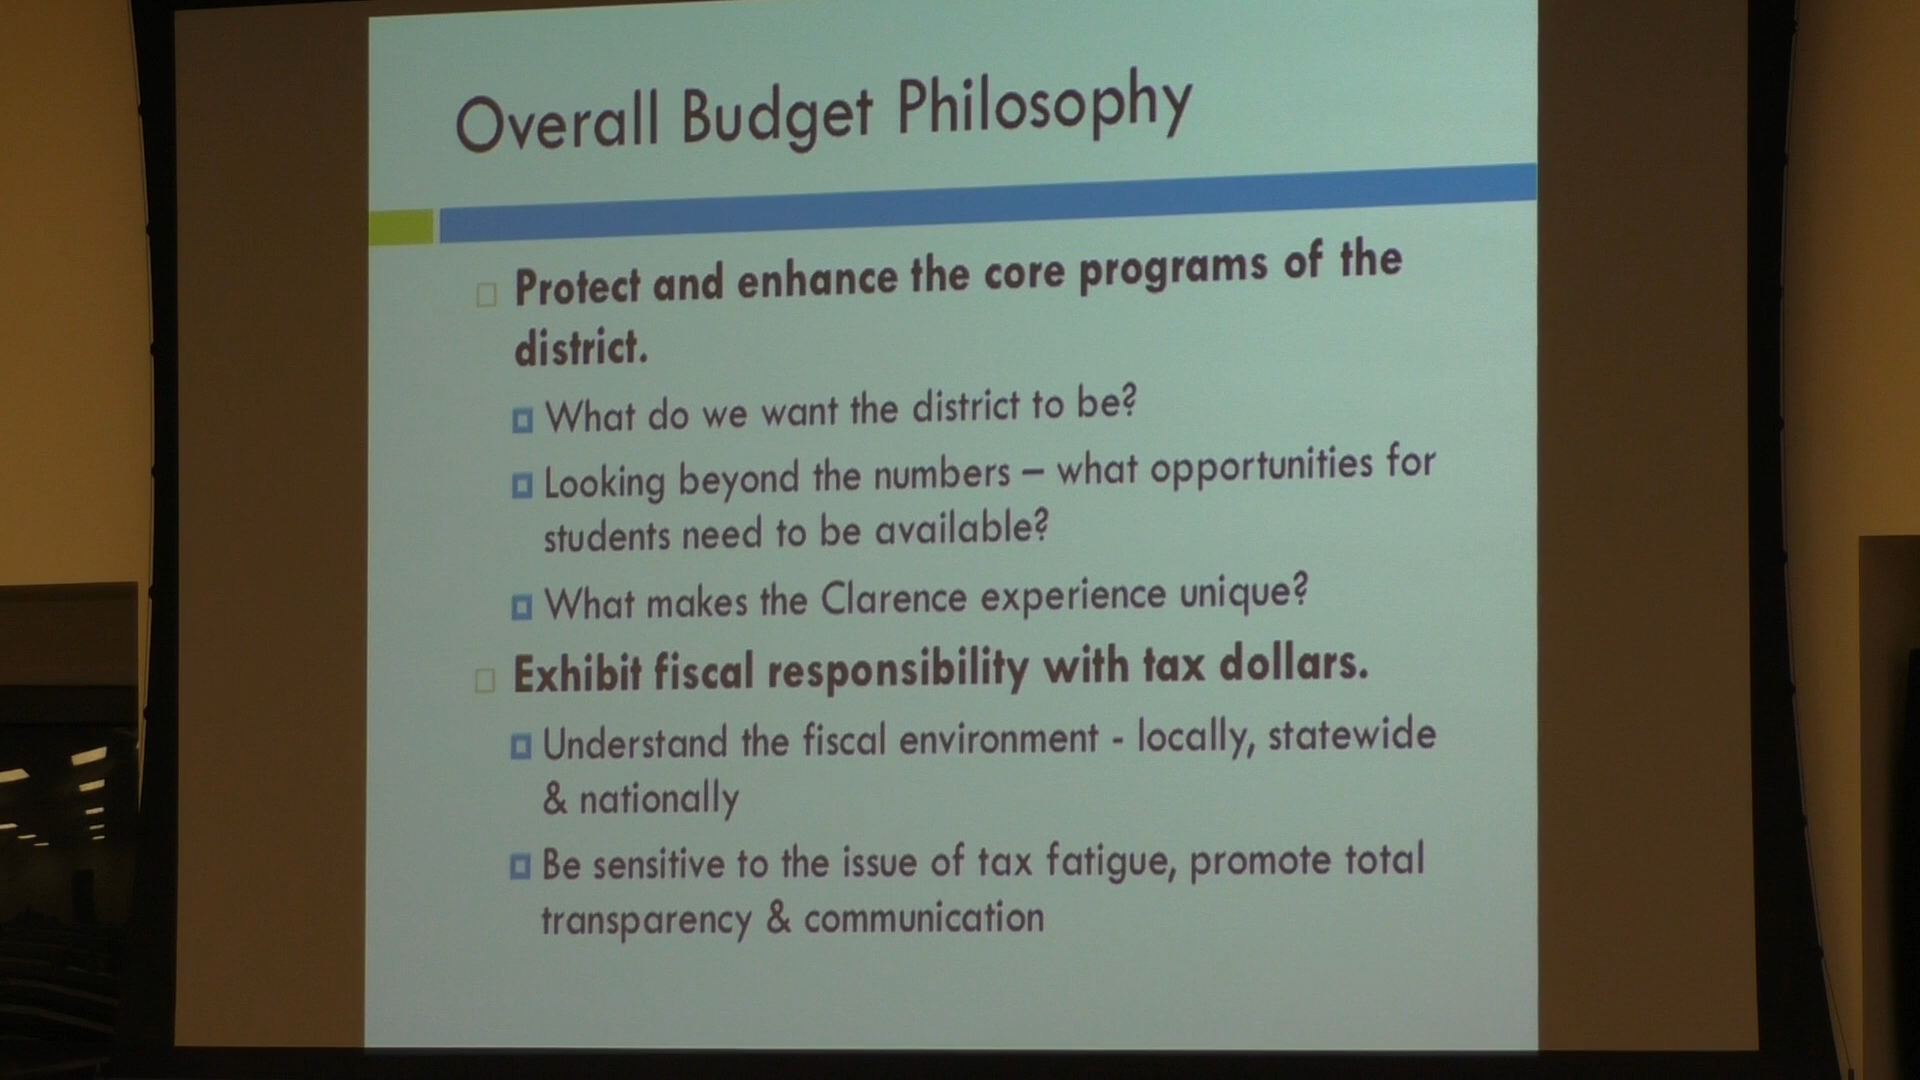 Overall Budget Philosophy
Protect and enhance the core programs of the
district.
What do we want the district to be?
Looking beyond the numbers – what opportunities for
students need to be available?
What makes the Clarence experience unique?
Exhibit fiscal responsibility with tax dollars.
Understand the fiscal environment - locally, statewide
& nationally
Be sensitive to the issue of tax fatigue, promote total
transparency & communication